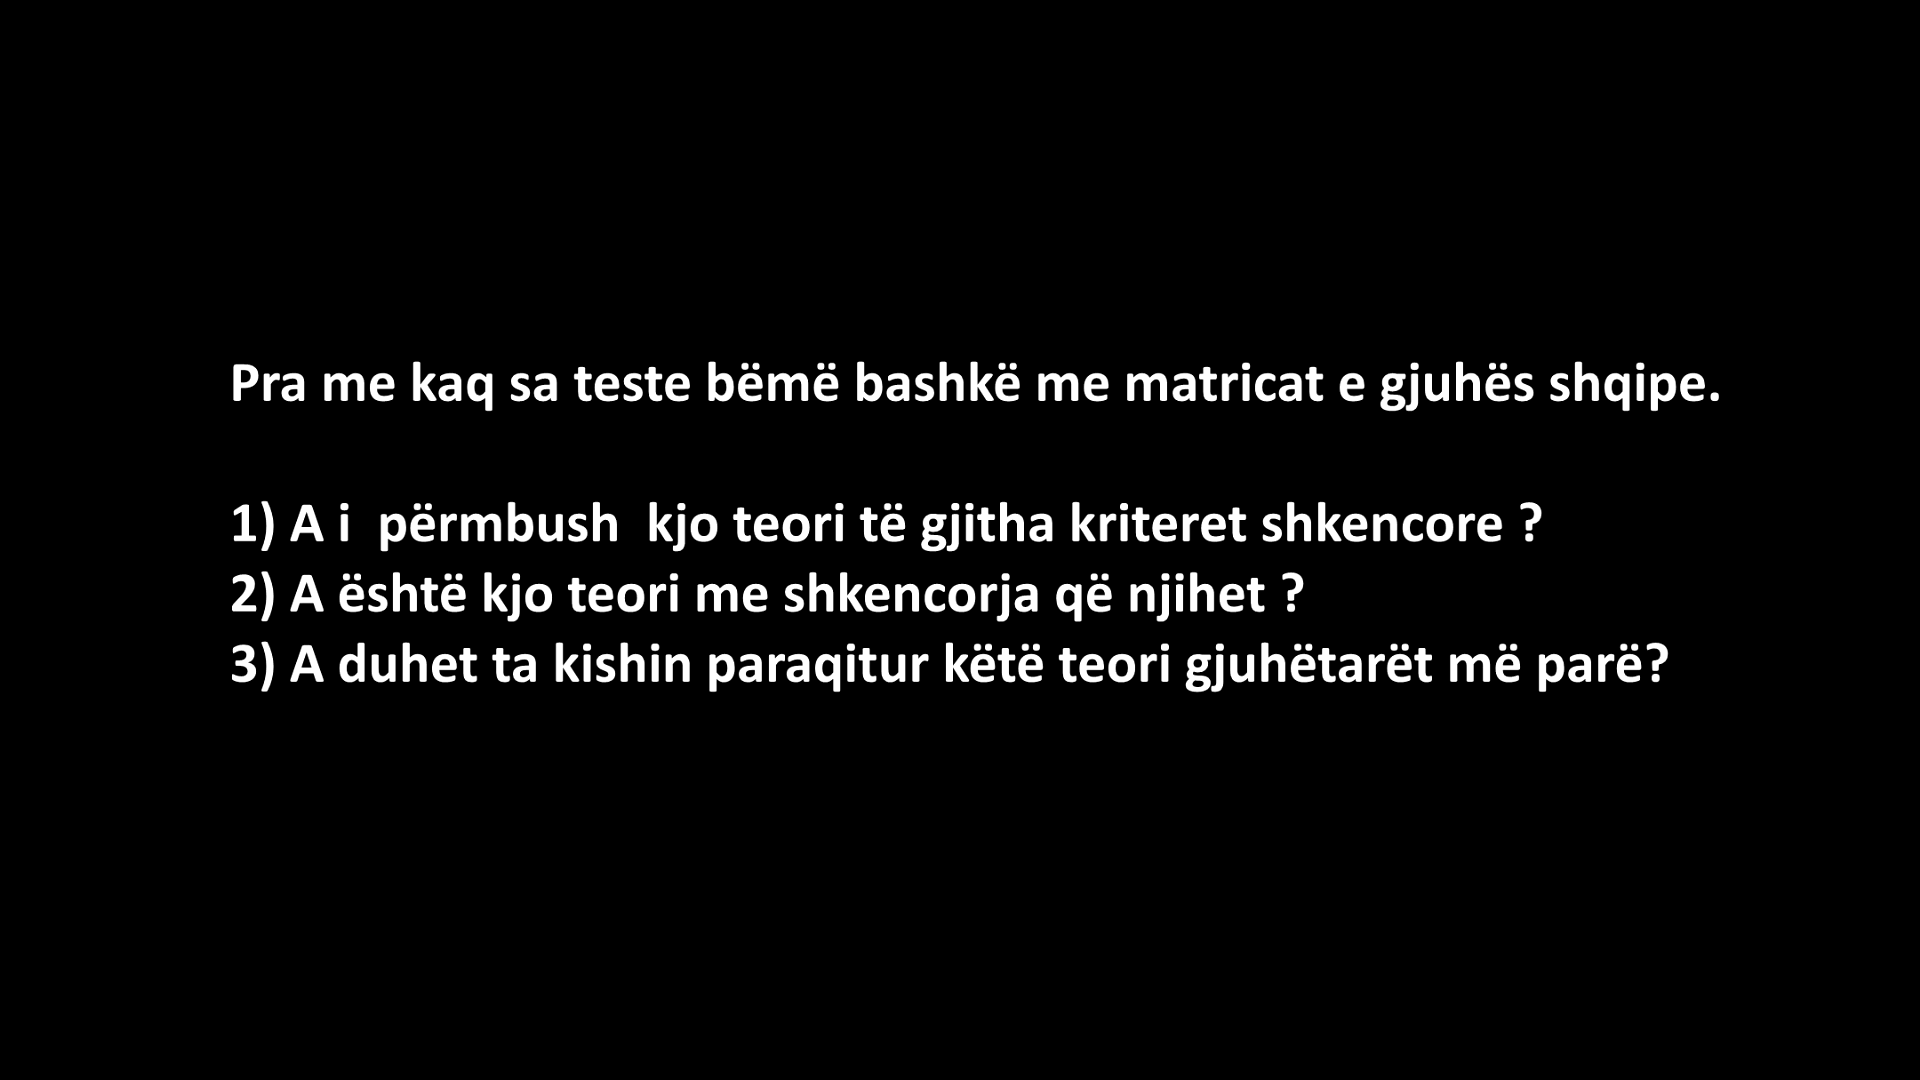 Pra me kaq sa teste bëmë bashkë me matricat e gjuhës shqipe.
1) A i  përmbush  kjo teori të gjitha kriteret shkencore ?
2) A është kjo teori me shkencorja që njihet ?
3) A duhet ta kishin paraqitur këtë teori gjuhëtarët më parë?